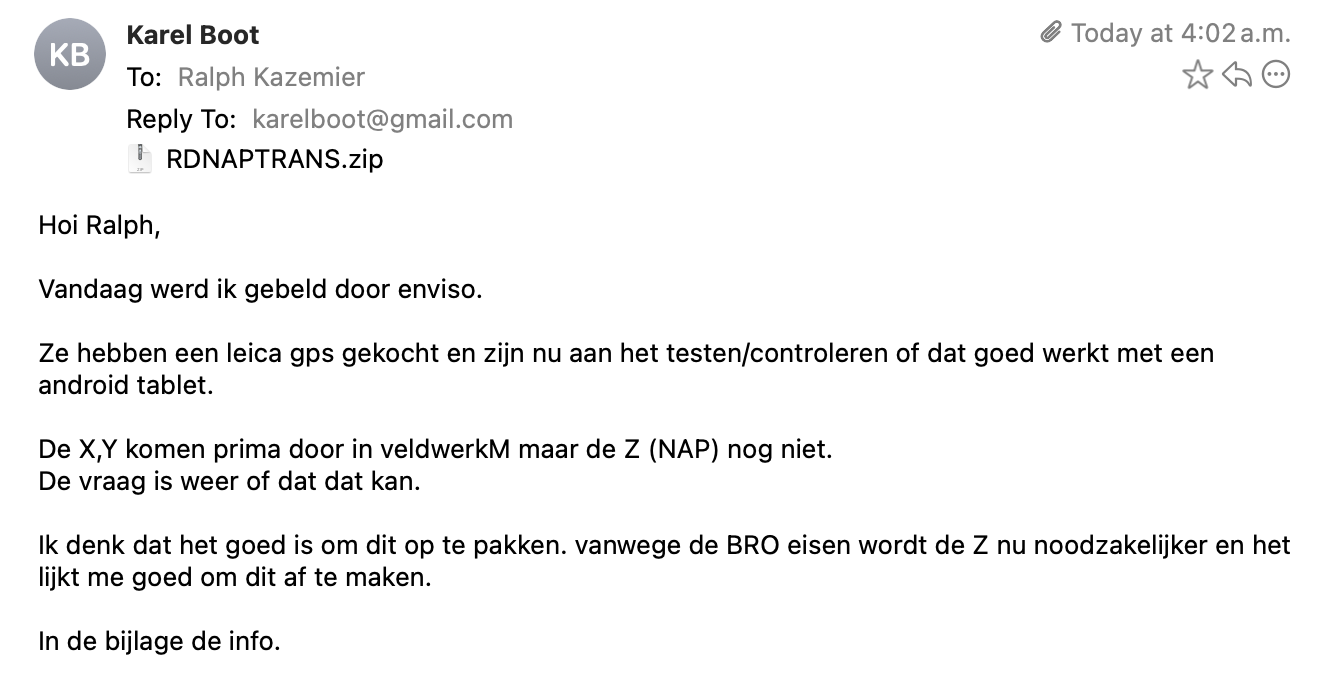 KB
Karel Boot
Today at 4:02 a.m.
To: Ralph Kazemier
Reply To: karelboot@gmail.com
RDNAPTRANS.zip
Hoi Ralph,
Vandaag werd ik gebeld door enviso.
Ze hebben een leica gps gekocht en zijn nu aan het testen/controleren of dat goed werkt met een
android tablet.
De X,Y komen prima door in veldwerkM maar de Z (NAP) nog niet.
De vraag is weer of dat dat kan.
Ik denk dat het goed is om dit op te pakken. vanwege de BRO eisen wordt de Z nu noodzakelijker en het
lijkt me goed om dit af te maken.
In de bijlage de info.